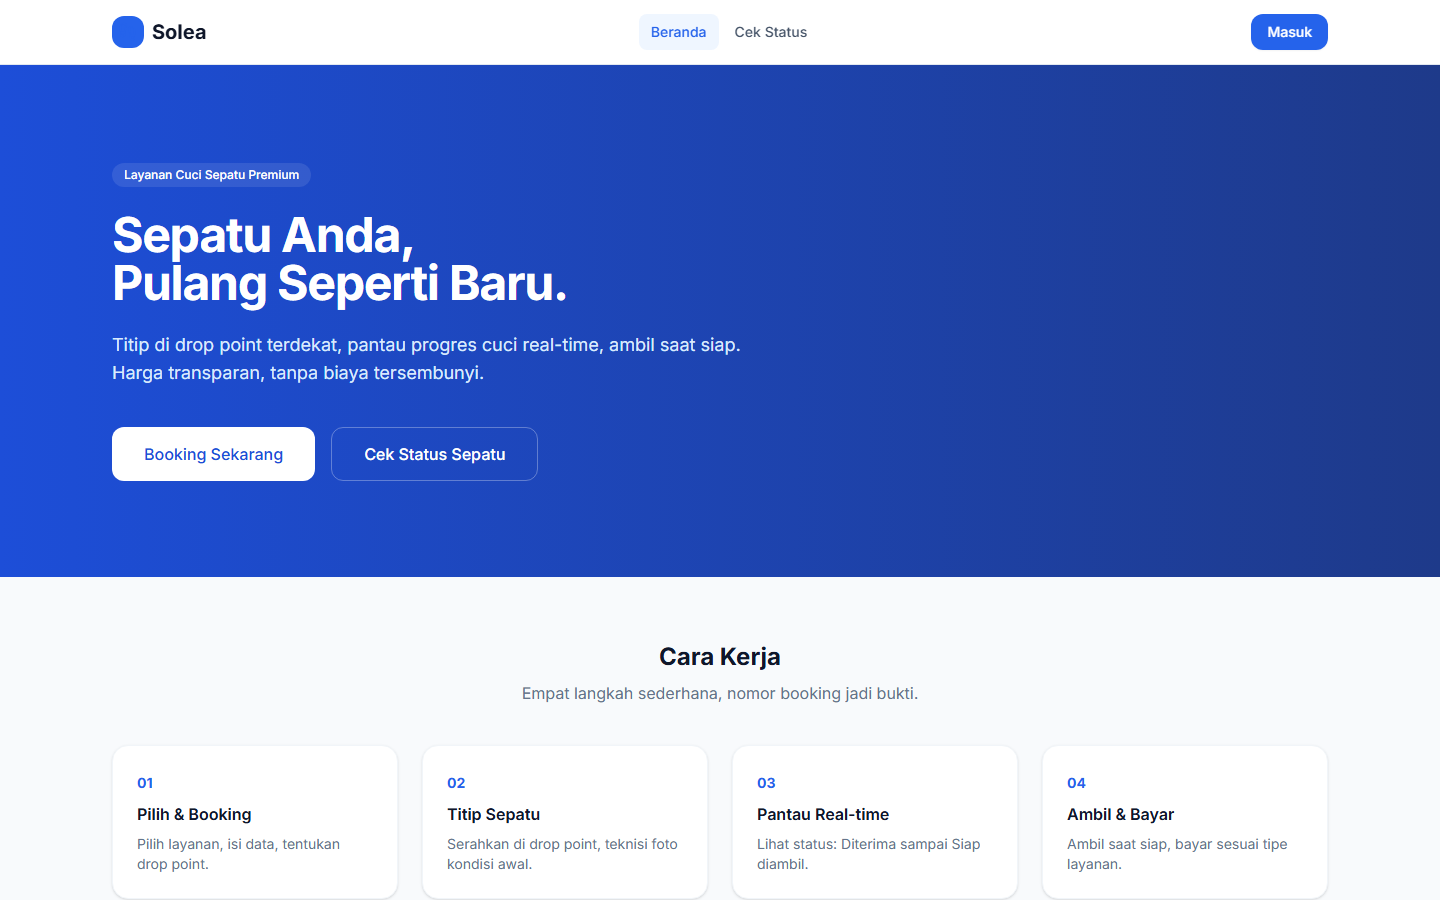 Solea
Beranda
Cek Status
Masuk
Layanan Cuci Sepatu Premium
Sepatu Anda,
Pulang Seperti Baru.
Titip di drop point terdekat, pantau progres cuci real-time, ambil saat siap.
Harga transparan, tanpa biaya tersembunyi.
Booking Sekarang
Cek Status Sepatu
Cara Kerja
Empat langkah sederhana, nomor booking jadi bukti.
01
Pilih & Booking
Pilih layanan, isi data, tentukan
drop point.
02
Titip Sepatu
Serahkan di drop point, teknisi foto
kondisi awal.
03
Pantau Real-time
Lihat status: Diterima sampai Siap
diambil.
04
Ambil & Bayar
Ambil saat siap, bayar sesuai tipe
layanan.